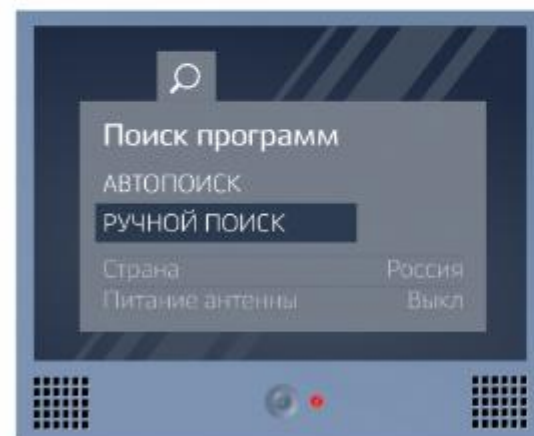 Поиск программ
АВТОПОИСК
РУЧНОЙ ПОИСК
Страна Россия
Питание антенны Выкл